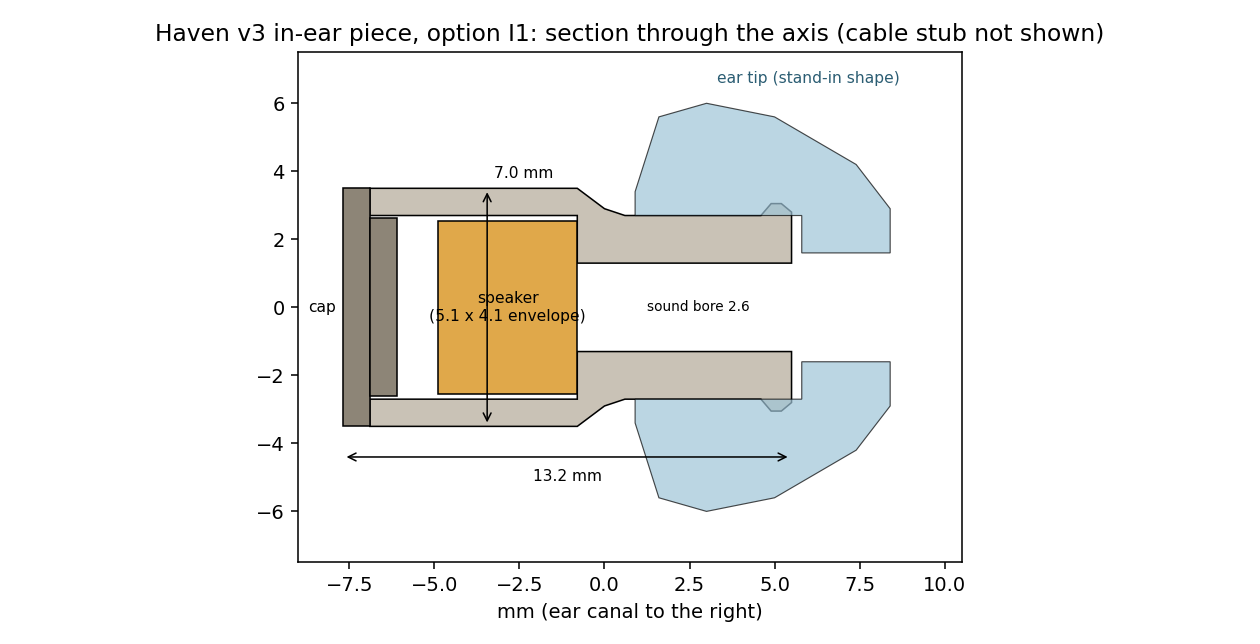 Haven v3 in-ear piece, option I1: section through the axis (cable stub not shown)
ear tip (stand-in shape)
6
4
2
0
−2
−4
−6
7.0 mm
cap
speaker
(5.1 x 4.1 envelope)
sound bore 2.6
13.2 mm
−7.5
−5.0
−2.5
0.0
2.5
5.0
7.5
10.0
mm (ear canal to the right)